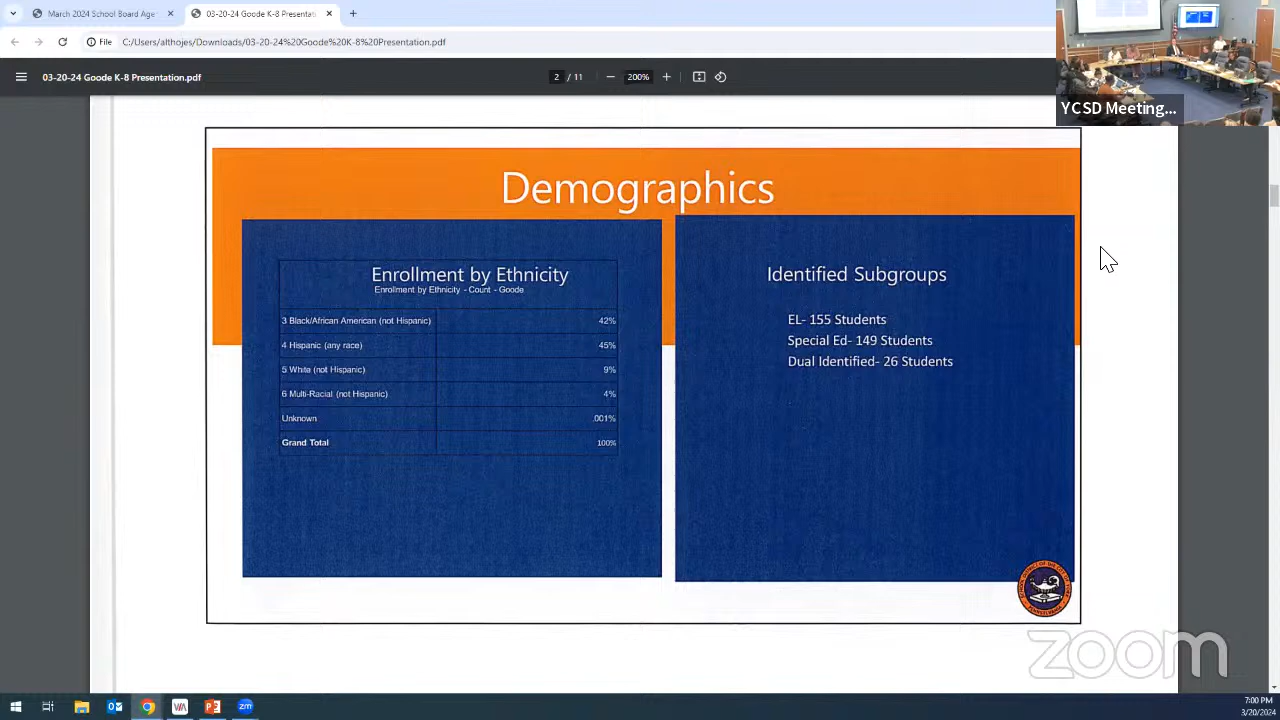 March 2024 School Board Age
03-20-24 Goode K-8 Presentati
File
C:/Users/sthojes/Downloads/03-20-24%20Goode%20K-8%20Presentation.pdf
03-20-24 Goode K-8 Presentation.pdf
2 / 11
200%
YCSD Meeting...
Demographics
Enrollment by Ethnicity
Enrollment by Ethnicity - Count - Goode
3 Black/African American (not Hispanic) 42%
4 Hispanic (any race) 45%
5 White (not Hispanic) 9%
6 Multi-Racial (not Hispanic) 4%
Unknown .001%
Grand Total 100%
Identified Subgroups
EL- 155 Students
Special Ed- 149 Students
Dual Identified- 26 Students
PENNSYLVANIA
zoom
7:00 PM
3/20/2024